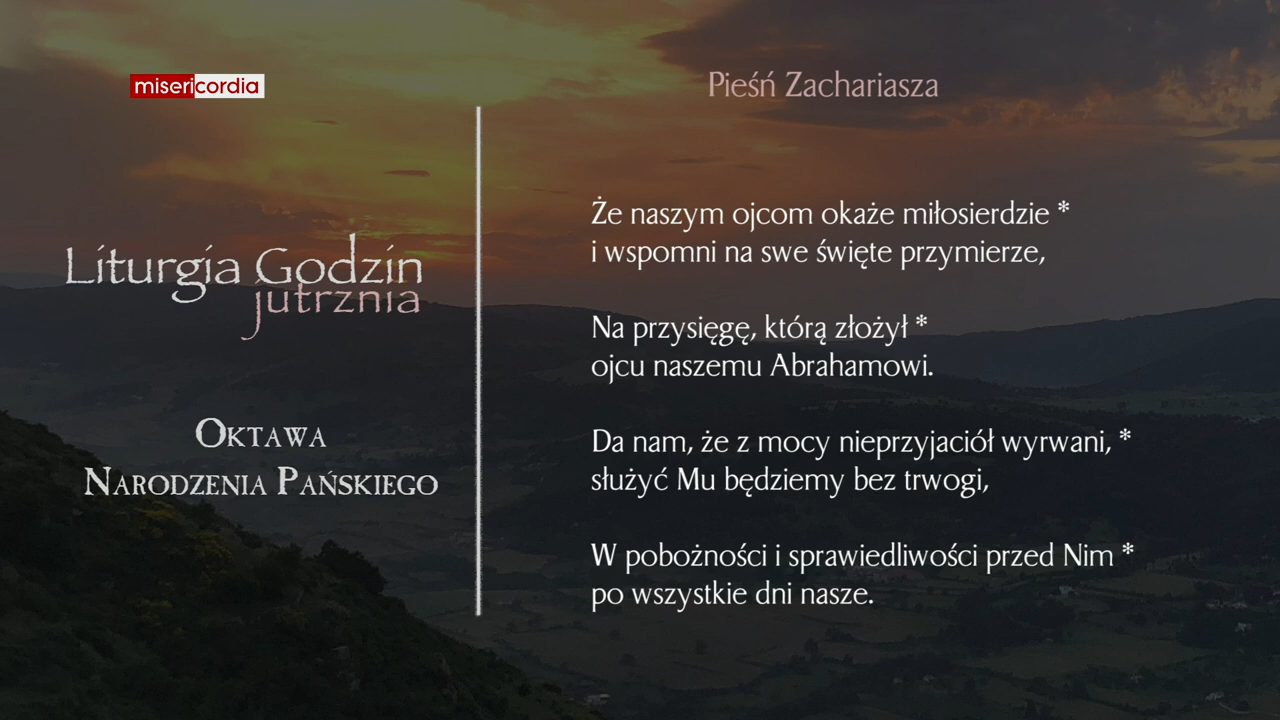 misericordia
Liturgia Godzin
jutrznia
Oktawa
Narodzenia Pańskiego
Pieśń Zachariasza
Że naszym ojcom okaże miłosierdzie *
i wspomni na swe święte przymierze,
Na przysięgę, którą złożył *
ojcu naszemu Abrahamowi.
Da nam, że z mocy nieprzyjaciół wyrwani, *
służyć Mu będziemy bez trwogi,
W pobożności i sprawiedliwości przed Nim *
po wszystkie dni nasze.